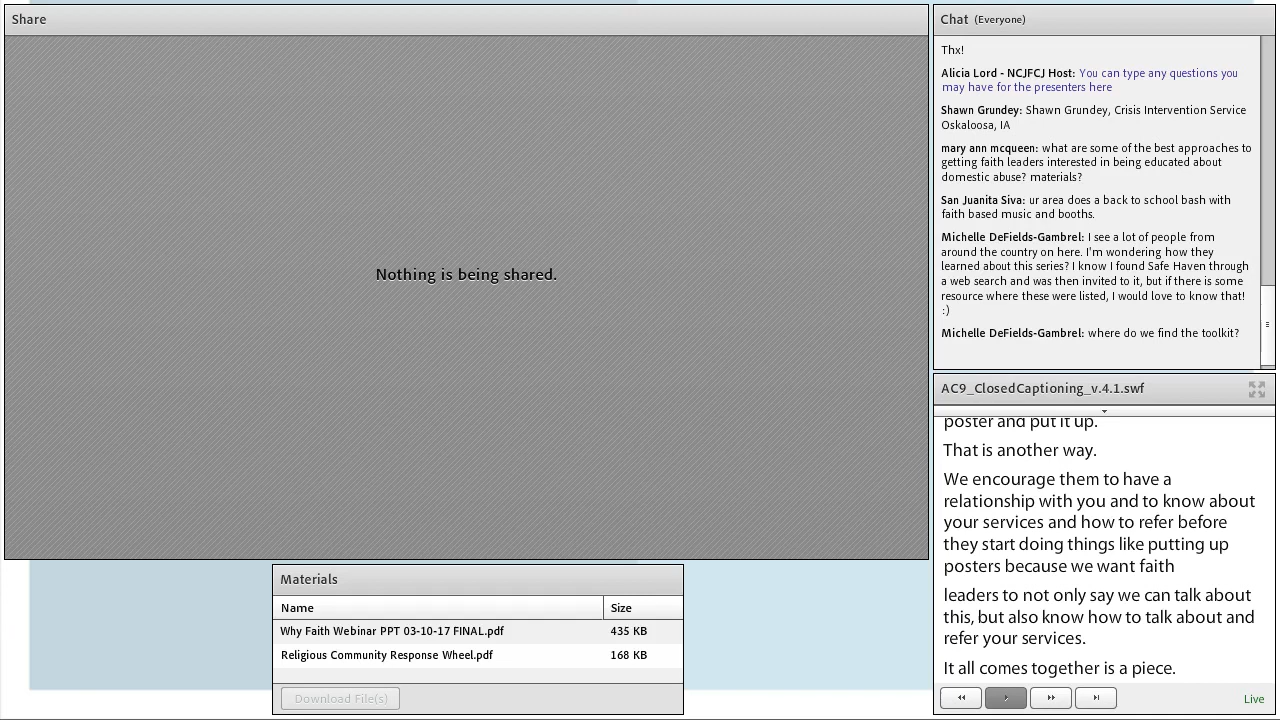 Share
Nothing is being shared.
Materials
Name Size
Why Faith Webinar PPT 03-10-17 FINAL.pdf 435 KB
Religious Community Response Wheel.pdf 168 KB
Download File(s)
Chat (Everyone)
Thx!
Alicia Lord - NCJFCJ Host: You can type any questions you
may have for the presenters here
Shawn Grundey: Shawn Grundey, Crisis Intervention Service
Oskaloosa, IA
mary ann mcqueen: what are some of the best approaches to
getting faith leaders interested in being educated about
domestic abuse? materials?
San Juanita Siva: ur area does a back to school bash with
faith based music and booths.
Michelle DeFields-Gambrel: I see a lot of people from
around the country on here. I'm wondering how they
learned about this series? I know I found Safe Haven through
a web search and was then invited to it, but if there is some
resource where these were listed, I would love to know that!
:)
Michelle DeFields-Gambrel: where do we find the toolkit?
AC9_ClosedCaptioning_v.4.1.swf
poster and put it up.
That is another way.
We encourage them to have a
relationship with you and to know about
your services and how to refer before
they start doing things like putting up
posters because we want faith
leaders to not only say we can talk about
this, but also know how to talk about and
refer your services.
It all comes together is a piece.
Live